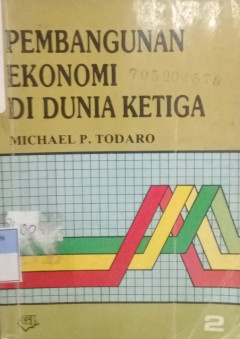 PEMBANGUNAN
EKONOMI
DI DUNIA KETIGA
MICHAEL P. TODARO
2